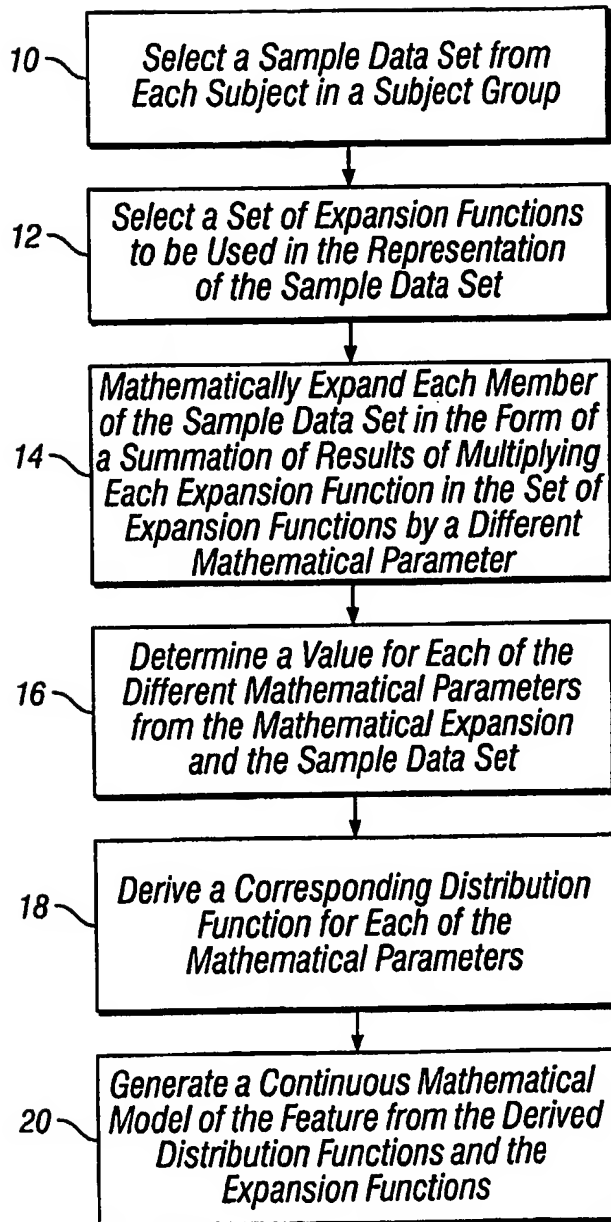 10
Select a Sample Data Set from
Each Subject in a Subject Group
12
Select a Set of Expansion Functions
to be Used in the Representation
of the Sample Data Set
14
Mathematically Expand Each Member
of the Sample Data Set in the Form of
a Summation of Results of Multiplying
Each Expansion Function in the Set of
Expansion Functions by a Different
Mathematical Parameter
16
Determine a Value for Each of the
Different Mathematical Parameters
from the Mathematical Expansion
and the Sample Data Set
18
Derive a Corresponding Distribution
Function for Each of the
Mathematical Parameters
20
Generate a Continuous Mathematical
Model of the Feature from the Derived
Distribution Functions and the
Expansion Functions